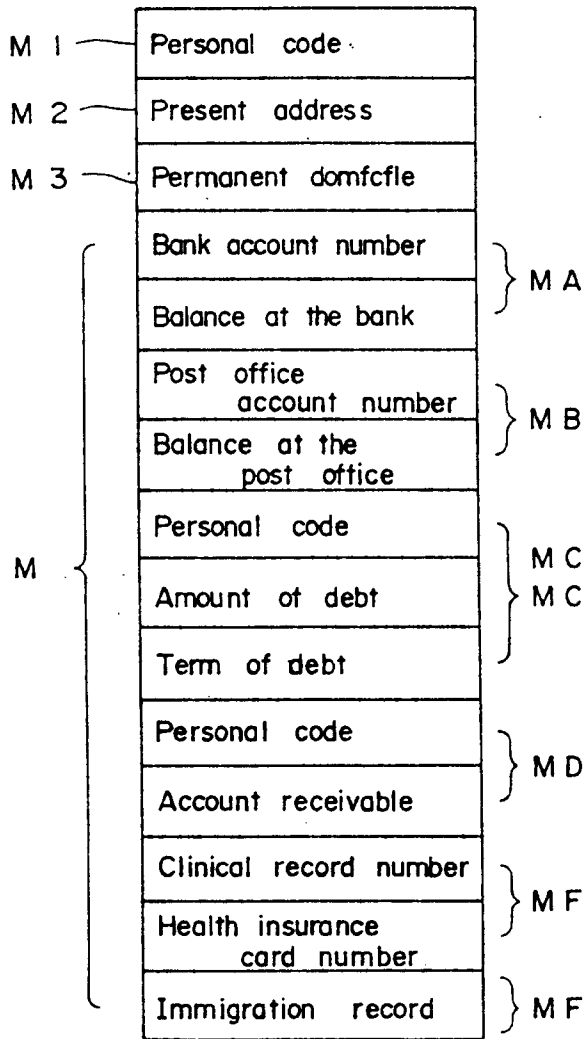 M 1
Personal code
M 2
Present address
M 3
Permanent domfcfle
Bank account number
M A
Balance at the bank
Post office
account number
M B
Balance at the
post office
Personal code
M C
M
Amount of debt
M C
Term of debt
Personal code
M D
Account receivable
Clinical record number
M F
Health insurance
card number
Immigration record
M F